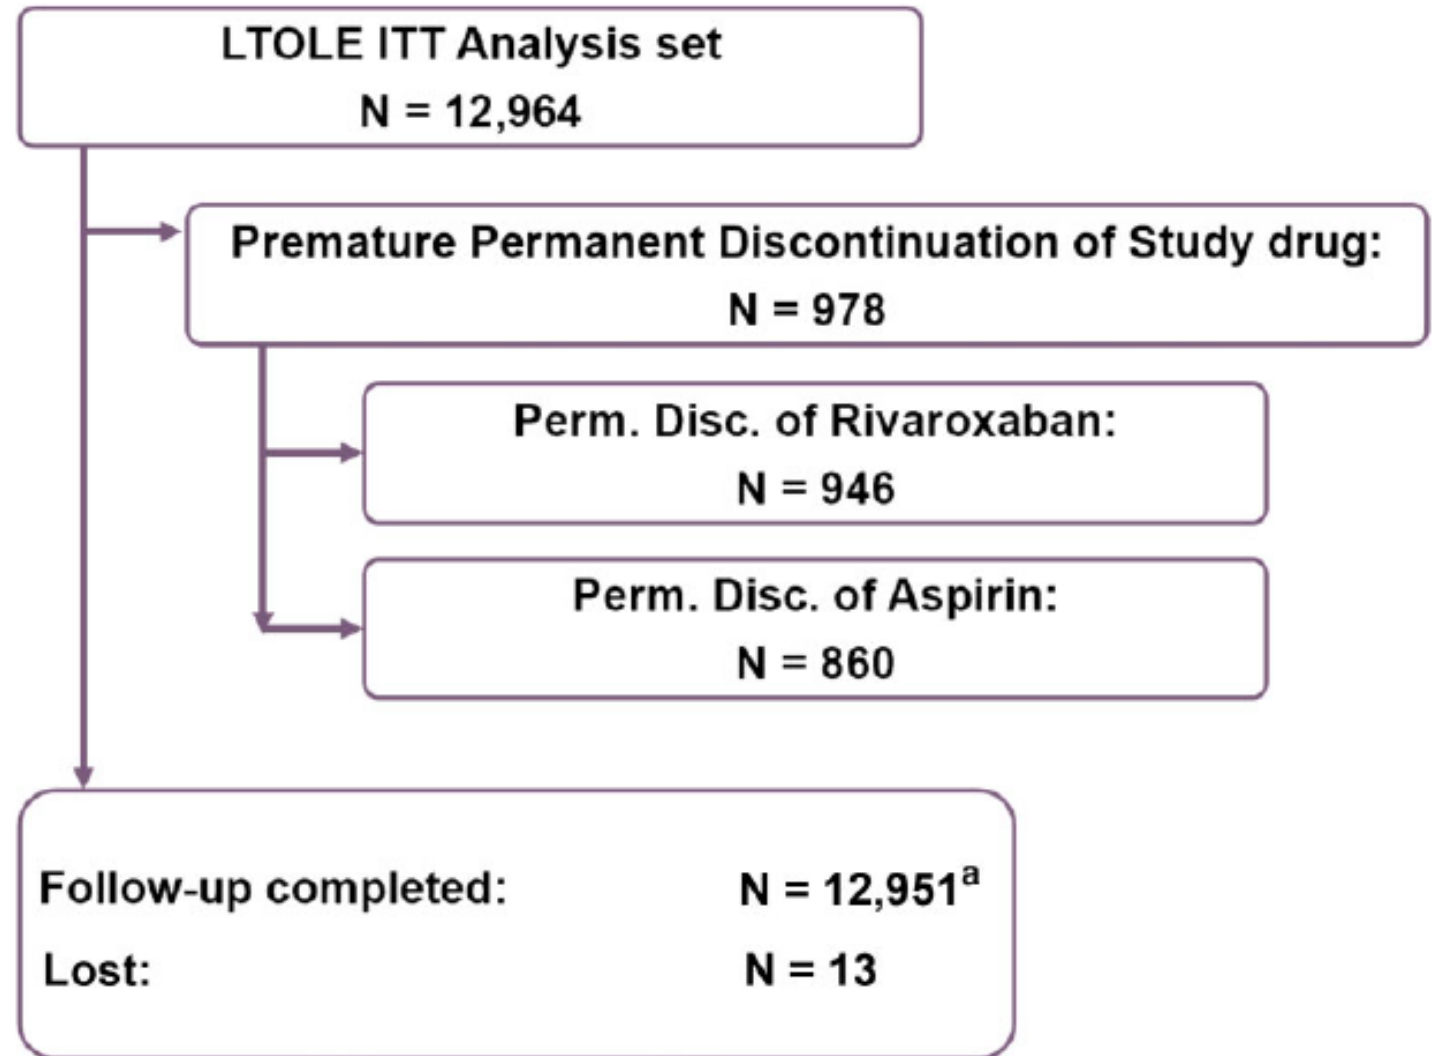 LTOLE ITT Analysis set
N = 12,964
Premature Permanent Discontinuation of Study drug:
N = 978
Perm. Disc. of Rivaroxaban:
N = 946
Perm. Disc. of Aspirin:
N = 860
Follow-up completed: N = 12,951ᵃ
Lost: N = 13